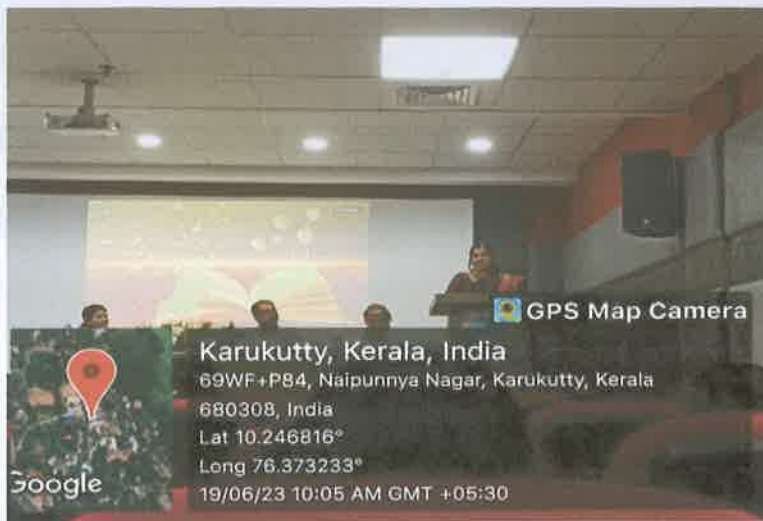 GPS Map Camera
Karukutty, Kerala, India
69WF+P84, Naipunnya Nagar, Karukutty, Kerala
680308, India
Lat 10.246816°
Long 76.373233°
19/06/23 10:05 AM GMT +05:30
Google